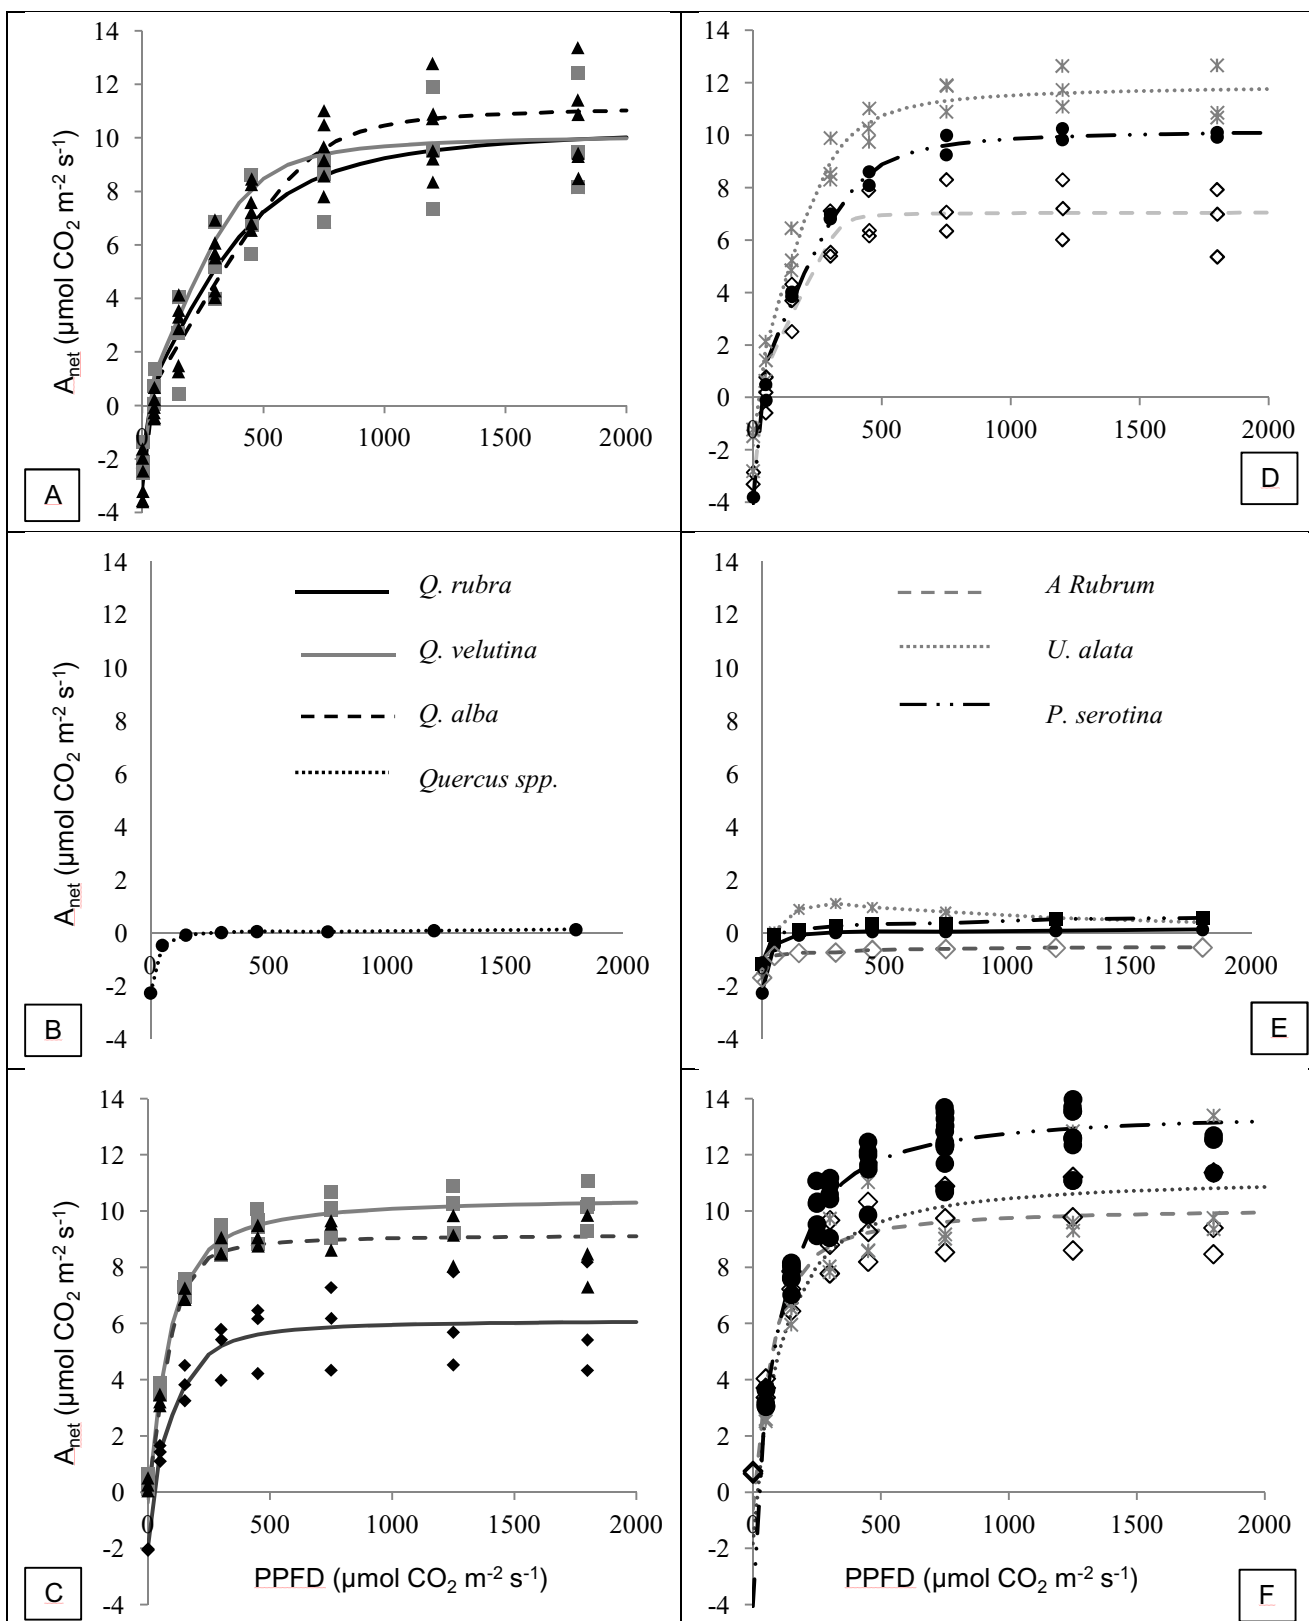 14
12
10
8
6
4
2
0
-2
-4
0 500 1000 1500 2000
Anet (µmol CO2 m-2 s-1)
A
14
12
10
8
6
4
2
0
-2
-4
0 500 1000 1500 2000
D
14
12
10
8
6
4
2
0
-2
-4
0 500 1000 1500 2000
Anet (µmol CO2 m-2 s-1)
Q. rubra
Q. velutina
Q. alba
Quercus spp.
B
14
12
10
8
6
4
2
0
-2
-4
0 500 1000 1500 2000
A Rubrum
U. alata
P. serotina
E
14
12
10
8
6
4
2
0
-2
-4
0 500 1000 1500 2000
Anet (µmol CO2 m-2 s-1)
PPFD (µmol CO2 m-2 s-1)
C
14
12
10
8
6
4
2
0
-2
-4
0 500 1000 1500 2000
PPFD (µmol CO2 m-2 s-1)
F